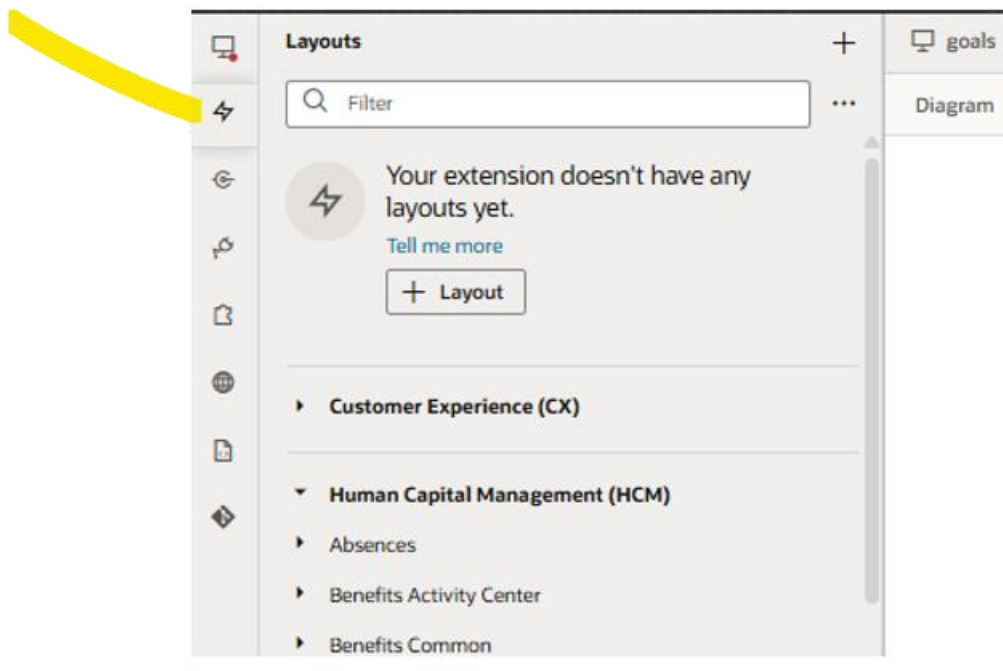 Layouts
goals
Filter
Diagram
Your extension doesn't have any
layouts yet.
Tell me more
Layout
Customer Experience (CX)
Human Capital Management (HCM)
Absences
Benefits Activity Center
Benefits Common